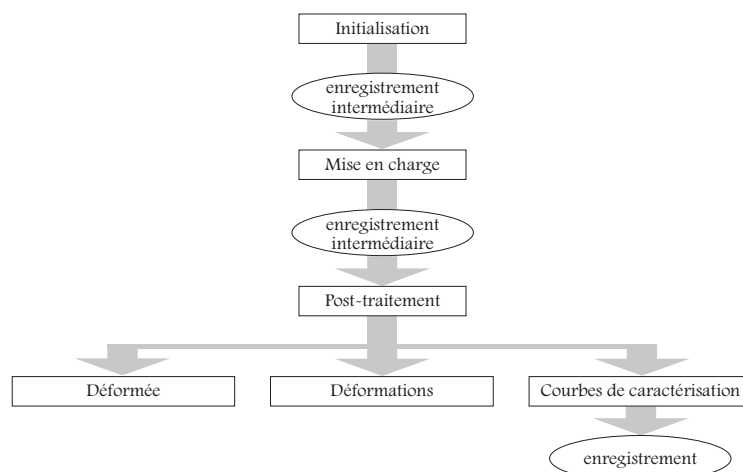 Initialisation
enregistrement
intermédiaire
Mise en charge
enregistrement
intermédiaire
Post-traitement
Déformée
Déformations
Courbes de caractérisation
enregistrement